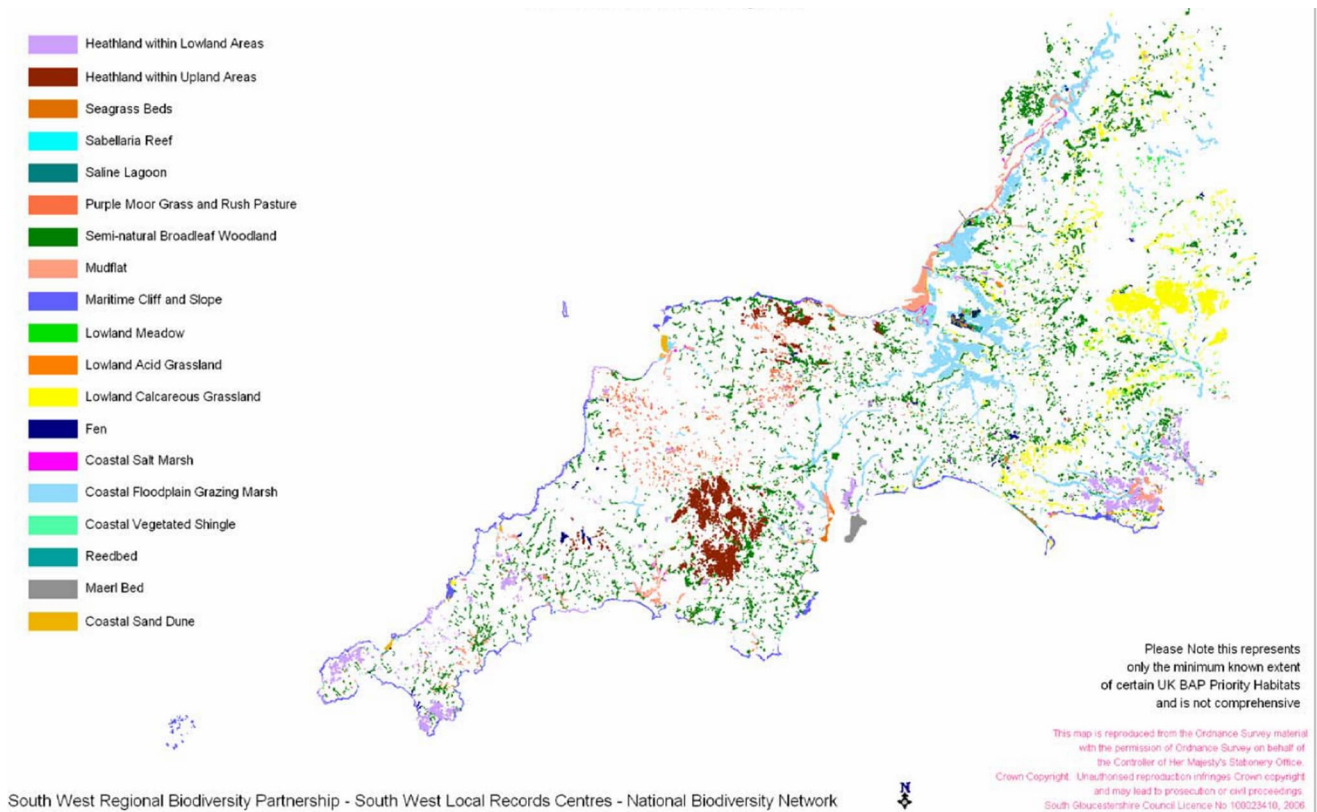 Heathland within Lowland Areas
Heathland within Upland Areas
Seagrass Beds
Sabellaria Reef
Saline Lagoon
Purple Moor Grass and Rush Pasture
Semi-natural Broadleaf Woodland
Mudflat
Maritime Cliff and Slope
Lowland Meadow
Lowland Acid Grassland
Lowland Calcareous Grassland
Fen
Coastal Salt Marsh
Coastal Floodplain Grazing Marsh
Coastal Vegetated Shingle
Reedbed
Maerl Bed
Coastal Sand Dune
Please Note this represents
only the minimum known extent
of certain UK BAP Priority Habitats
and is not comprehensive
This map is reproduced from the Ordnance Survey material
with the permission of Ordnance Survey on behalf of
the Controller of Her Majesty's Stationery Office.
Crown Copyright. Unauthorised reproduction infringes Crown copyright
and may lead to prosecution or civil proceedings.
South Gloucestershire Council Licence No 100023410, 2006
South West Regional Biodiversity Partnership - South West Local Records Centres - National Biodiversity Network
N